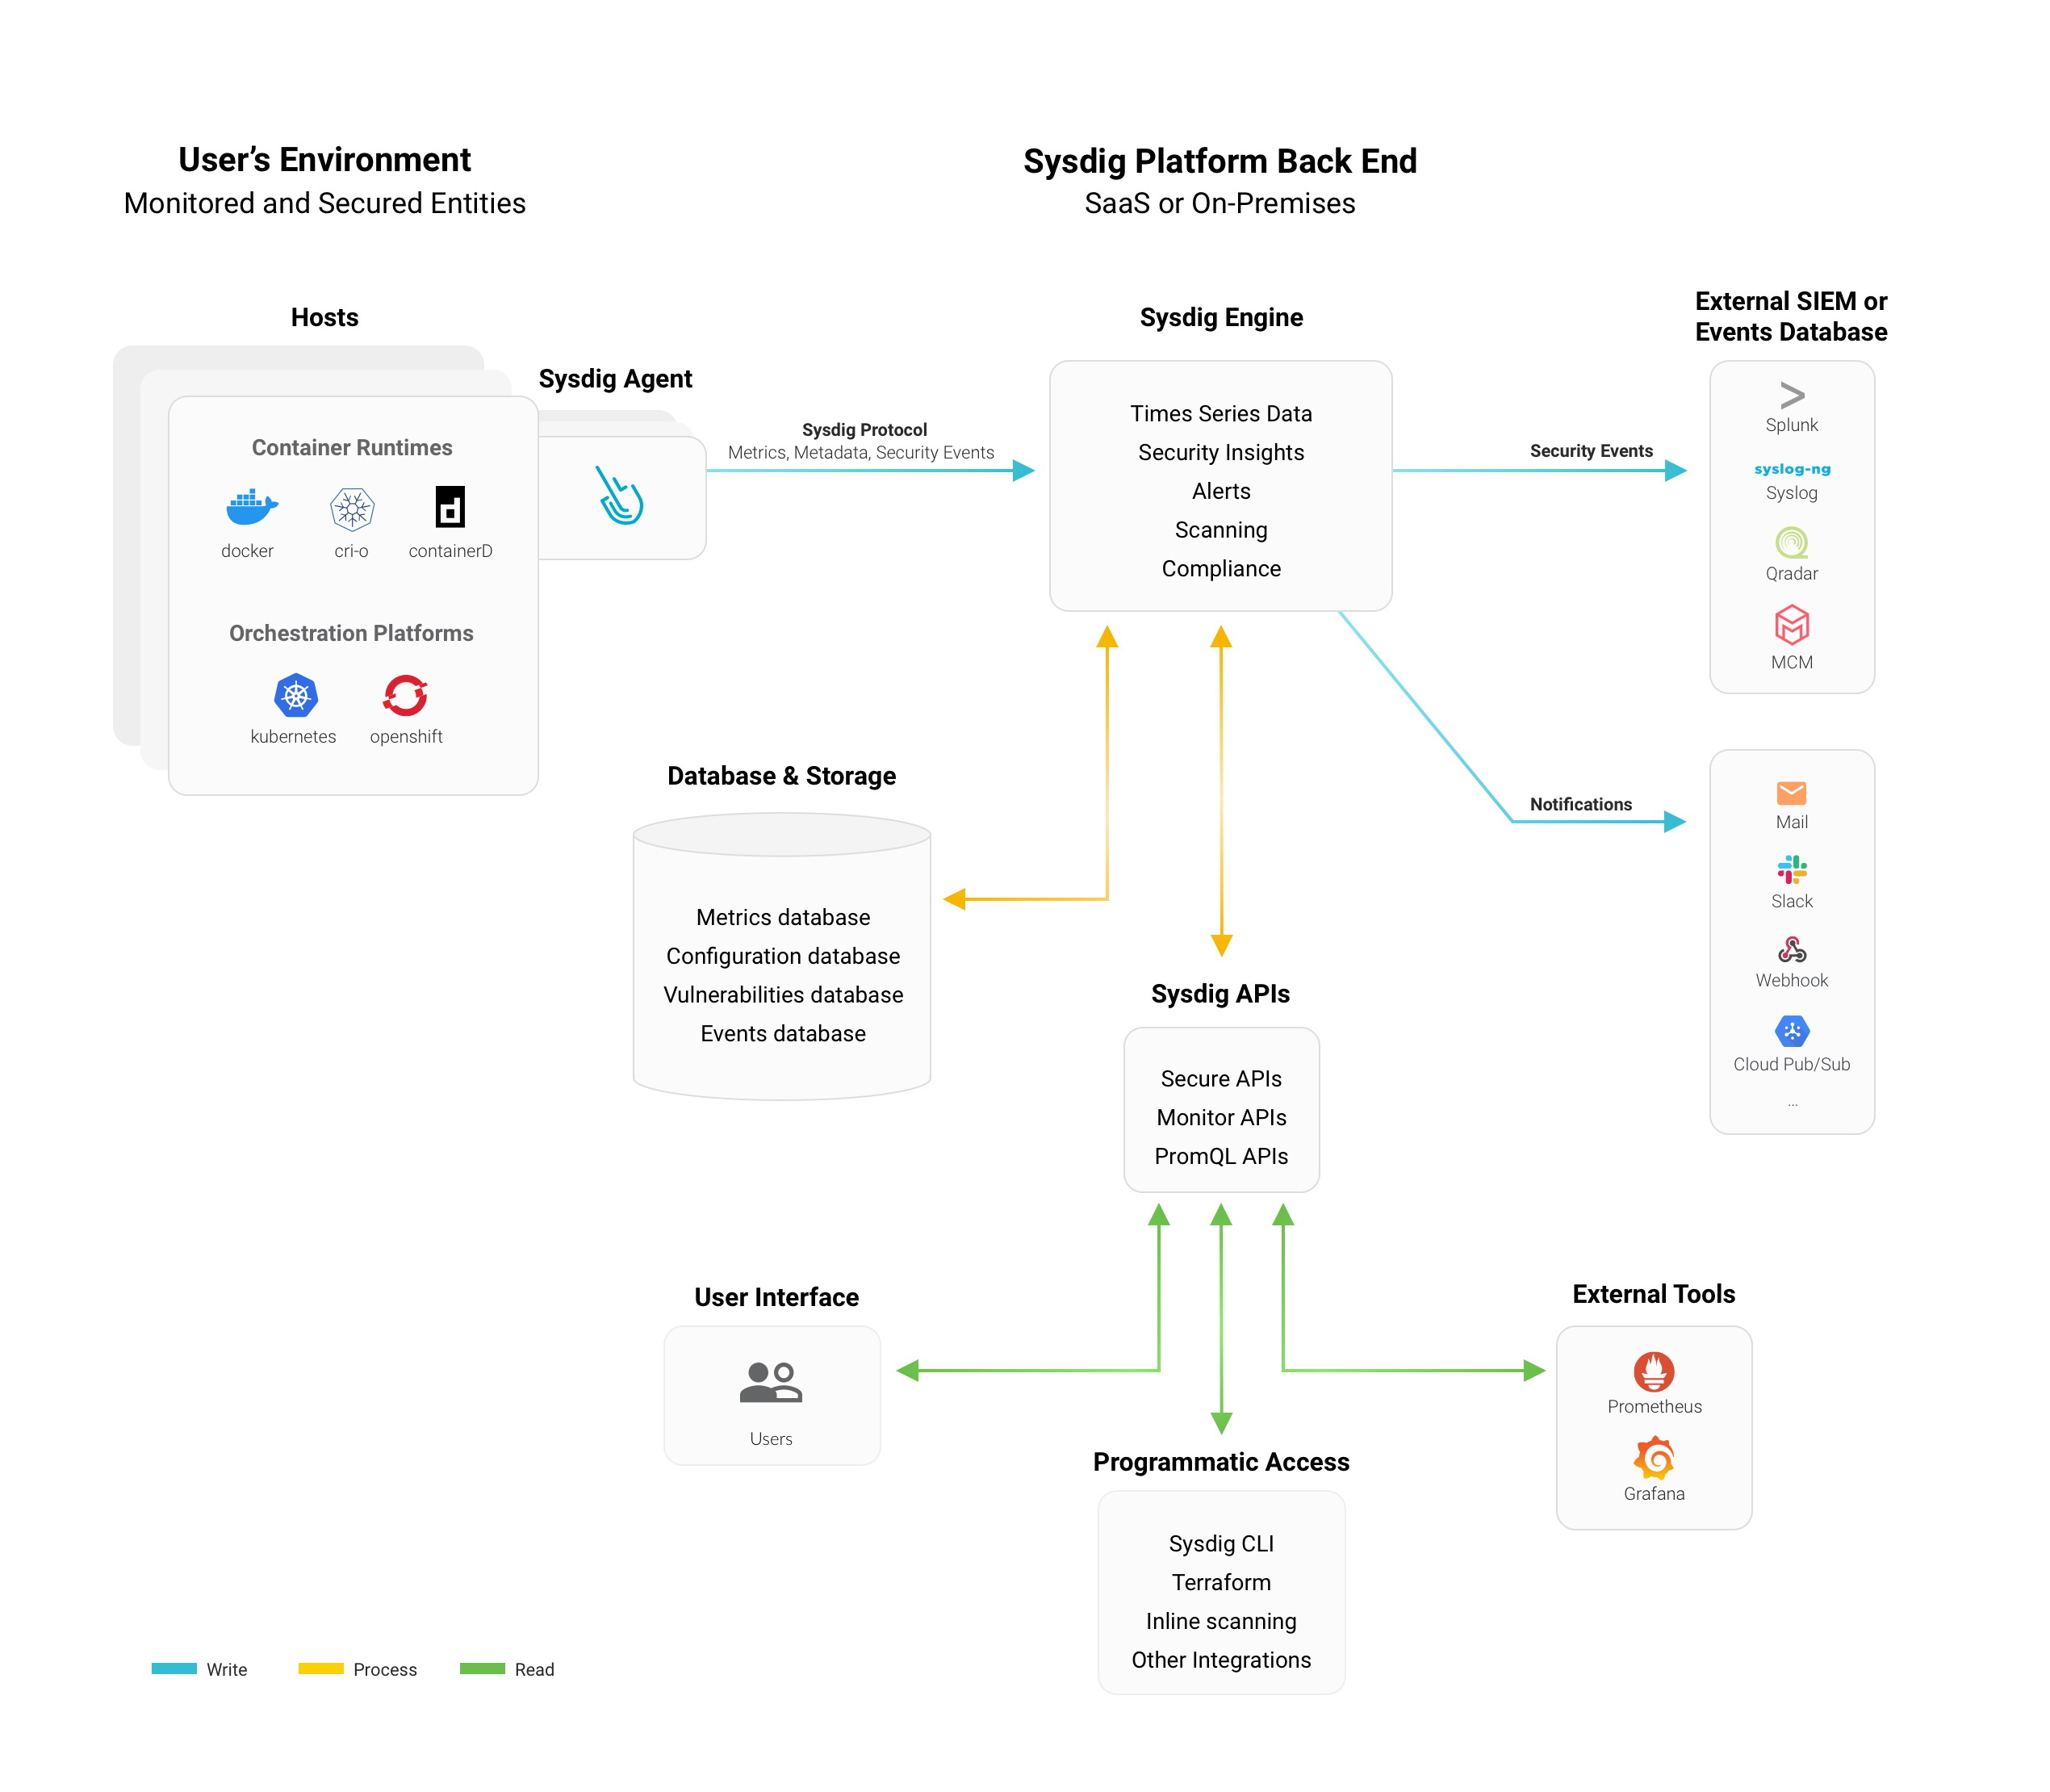 User’s Environment
Monitored and Secured Entities
Sysdig Platform Back End
SaaS or On-Premises
Hosts
Container Runtimes
docker
cri-o
containerD
Orchestration Platforms
kubernetes
openshift
Sysdig Agent
Sysdig Protocol
Metrics, Metadata, Security Events
Sysdig Engine
Times Series Data
Security Insights
Alerts
Scanning
Compliance
Security Events
External SIEM or
Events Database
Splunk
syslog-ng
Syslog
Qradar
MCM
Notifications
Mail
Slack
Webhook
Cloud Pub/Sub
...
Database & Storage
Metrics database
Configuration database
Vulnerabilities database
Events database
Sysdig APIs
Secure APIs
Monitor APIs
PromQL APIs
User Interface
Users
Programmatic Access
Sysdig CLI
Terraform
Inline scanning
Other Integrations
External Tools
Prometheus
Grafana
Write
Process
Read